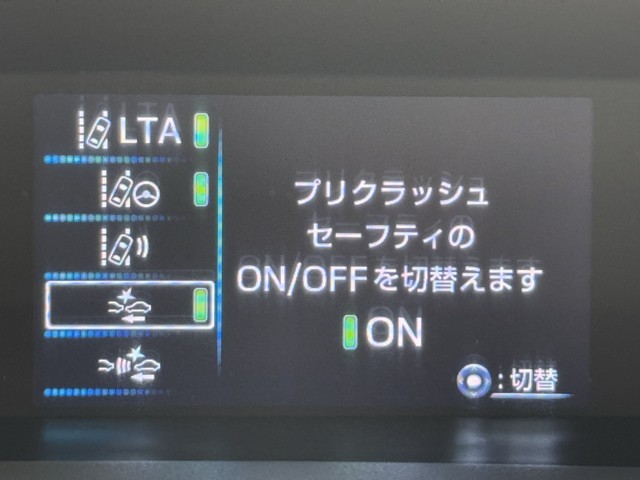 LTA
プリクラッシュ
セーフティの
ON/OFFを切替えます
ON
:切替